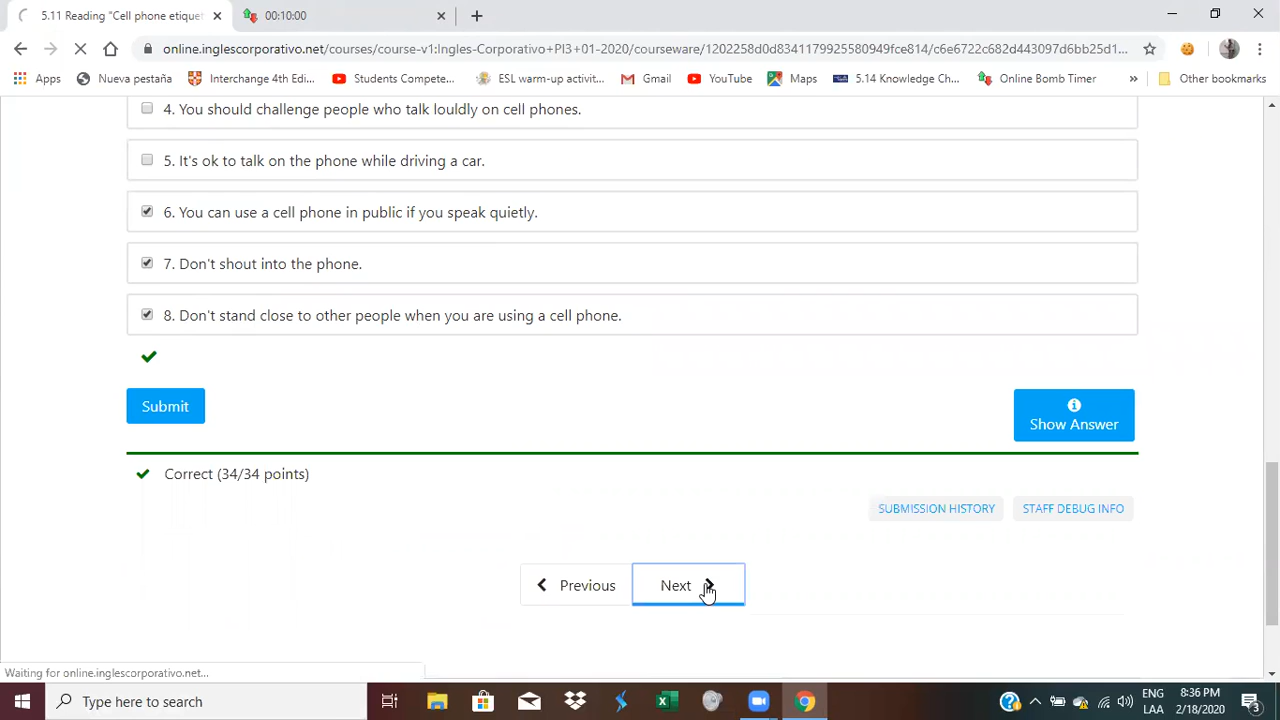 5.11 Reading "Cell phone etiquet
00:10:00
online.inglescorporativo.net/courses/course-v1:Ingles-Corporativo+PI3+01-2020/courseware/1202258d0d8341179925580949fce814/c6e6722c682d443097d6bb25d1...
Apps Nueva pestaña Interchange 4th Edi... Students Compete... ESL warm-up activit... Gmail YouTube Maps 5.14 Knowledge Ch... Online Bomb Timer » Other bookmarks
4. You should challenge people who talk louldly on cell phones.
5. It's ok to talk on the phone while driving a car.
6. You can use a cell phone in public if you speak quietly.
7. Don't shout into the phone.
8. Don't stand close to other people when you are using a cell phone.
Submit
Show Answer
Correct (34/34 points)
SUBMISSION HISTORY STAFF DEBUG INFO
Previous Next
Waiting for online.inglescorporativo.net...
Type here to search
ENG 8:36 PM
LAA 2/18/2020 3